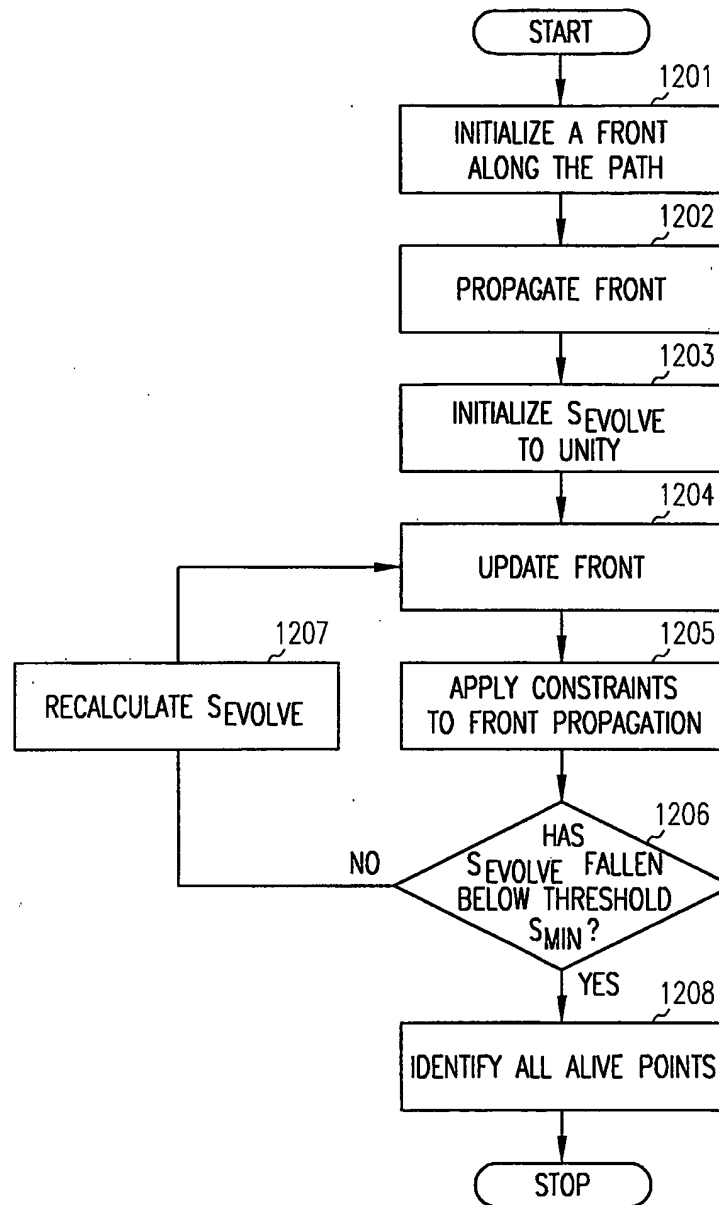 START
1201
INITIALIZE A FRONT
ALONG THE PATH
1202
PROPAGATE FRONT
1203
INITIALIZE SEVOLVE
TO UNITY
1204
UPDATE FRONT
1207
RECALCULATE SEVOLVE
1205
APPLY CONSTRAINTS
TO FRONT PROPAGATION
1206
HAS
SEVOLVE FALLEN
BELOW THRESHOLD
SMIN?
NO
YES
1208
IDENTIFY ALL ALIVE POINTS
STOP